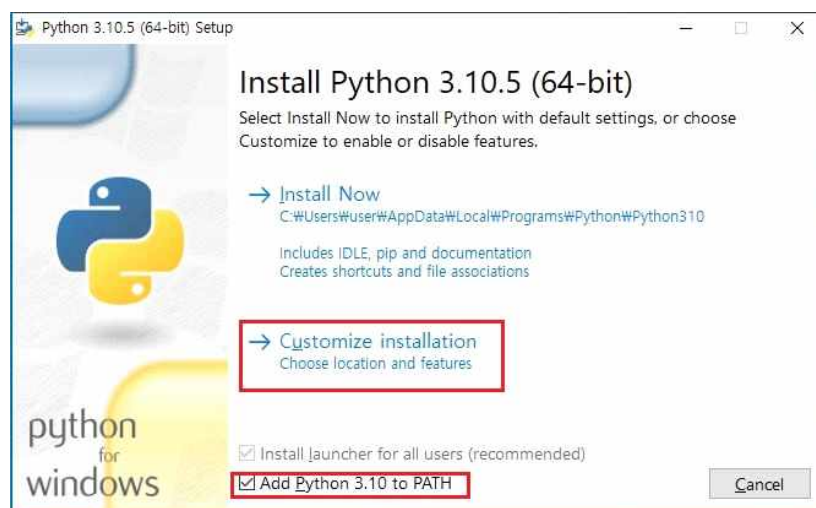 Python 3.10.5 (64-bit) Setup
Install Python 3.10.5 (64-bit)
Select Install Now to install Python with default settings, or choose
Customize to enable or disable features.
Install Now
C:₩Users₩user₩AppData₩Local₩Programs₩Python₩Python310
Includes IDLE, pip and documentation
Creates shortcuts and file associations
Customize installation
Choose location and features
python
for
windows
Install launcher for all users (recommended)
Add Python 3.10 to PATH
Cancel